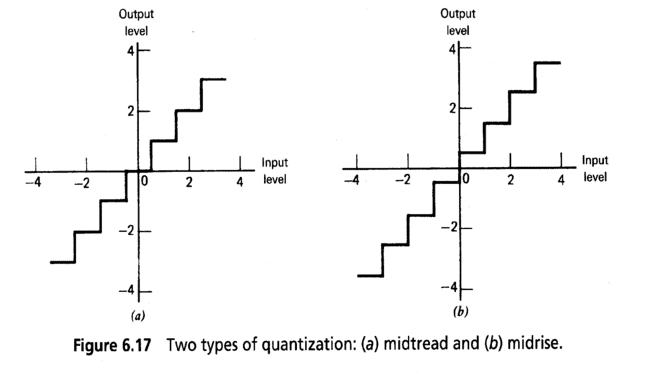 Output
level
4
2
Input
level
−4
−2
0
2
4
−2
−4
(a)
Output
level
4
2
Input
level
−4
−2
0
2
4
−2
−4
(b)
Figure 6.17 Two types of quantization: (a) midtread and (b) midrise.